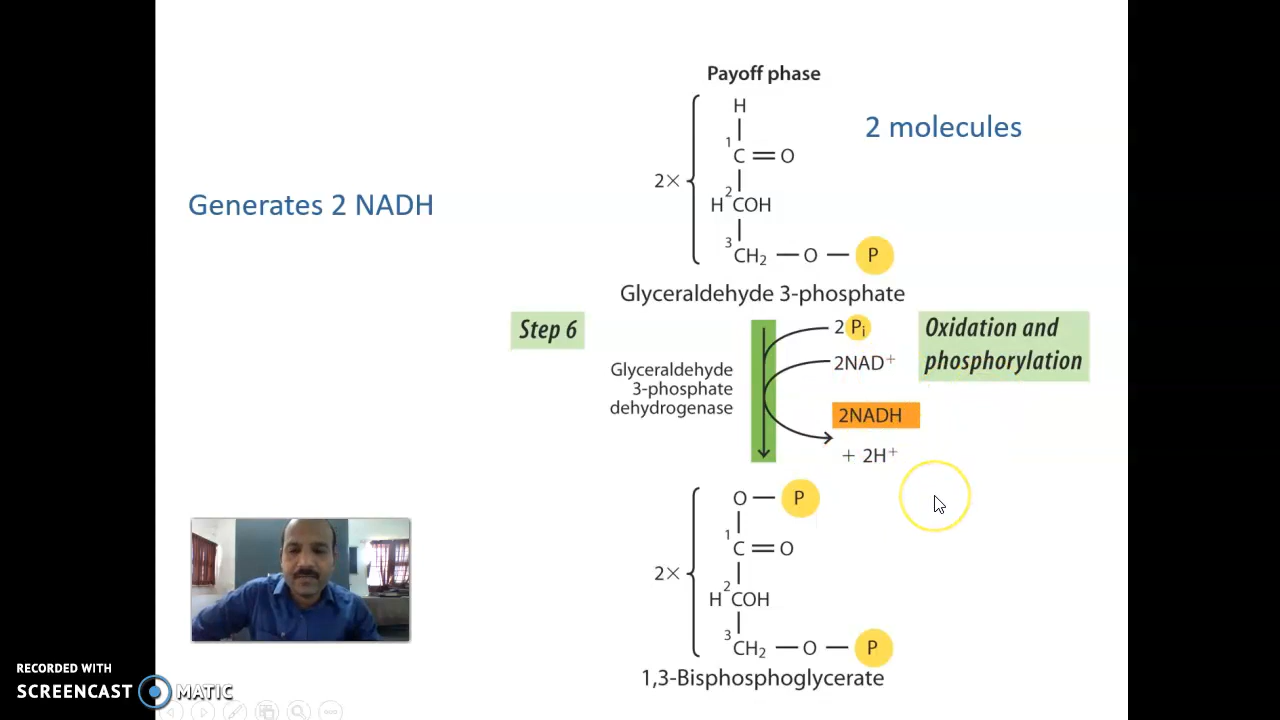 Payoff phase
H
2 molecules
1
C = O
2×
2
H COH
Generates 2 NADH
3
CH₂ — O — P
Glyceraldehyde 3-phosphate
Step 6
2 Pᵢ
Oxidation and
phosphorylation
2NAD⁺
Glyceraldehyde
3-phosphate
dehydrogenase
2NADH
+ 2H⁺
O — P
1
C = O
2×
2
H COH
3
CH₂ — O — P
1,3-Bisphosphoglycerate
RECORDED WITH
SCREENCAST MATIC